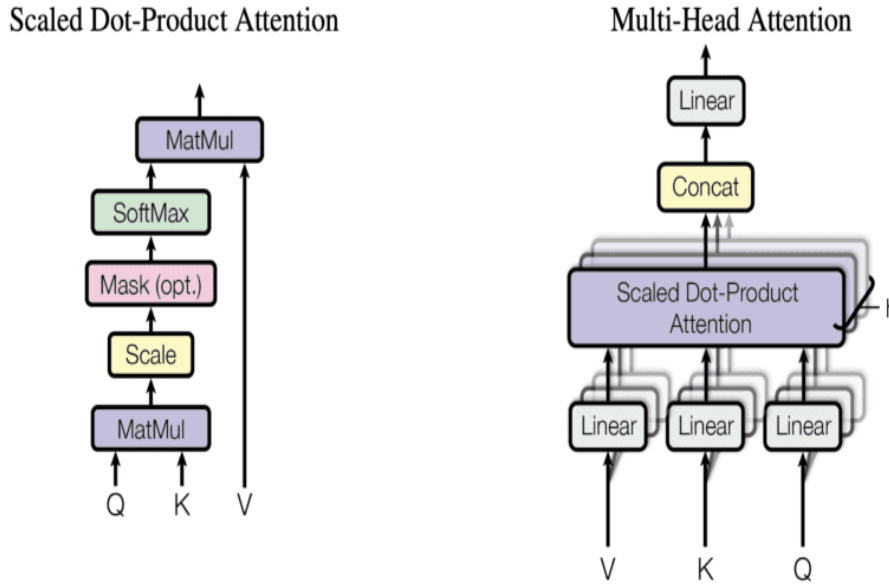 Scaled Dot-Product Attention
MatMul
SoftMax
Mask (opt.)
Scale
MatMul
Q K V
Multi-Head Attention
Linear
Concat
Scaled Dot-Product
Attention
Linear Linear Linear
V K Q